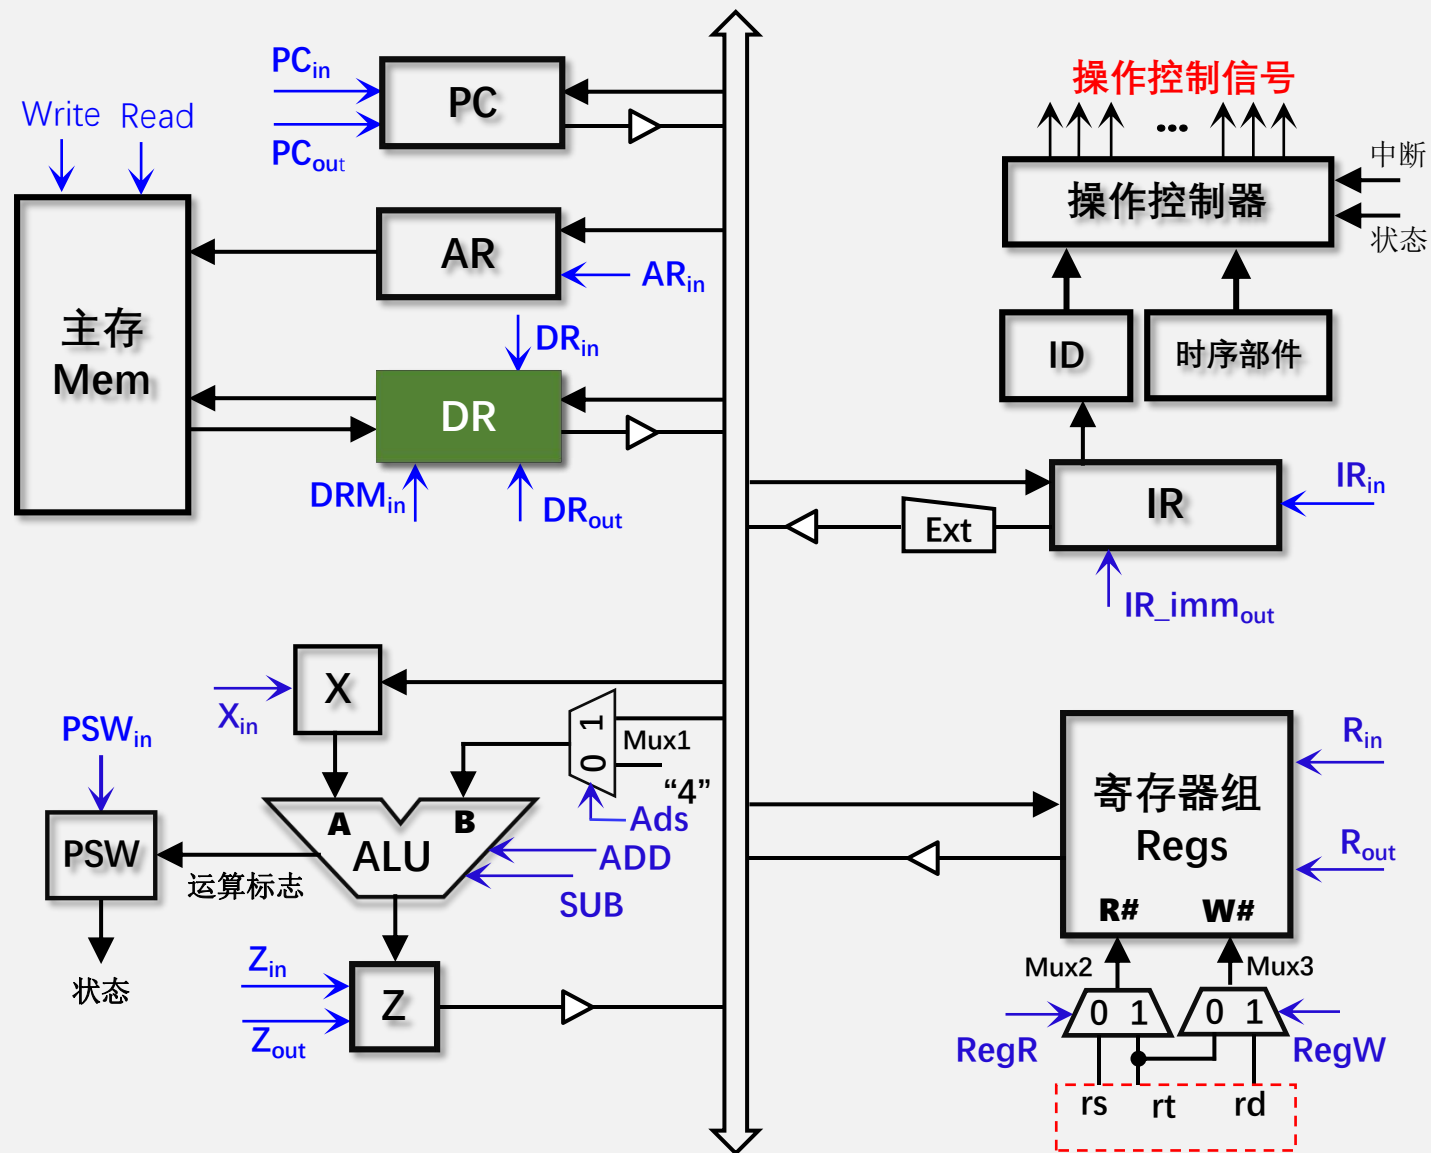 PCin
PC
PCout
Write
Read
操作控制信号
...
中断
操作控制器
状态
AR
ARin
主存
Mem
DRin
DR
DRMin
DRout
ID
时序部件
IR
IRin
Ext
IR_immout
X
Xin
1
0
Mux1
“4”
Ads
PSWin
A
B
ALU
ADD
SUB
PSW
运算标志
状态
Zin
Z
Zout
寄存器组
Regs
Rin
Rout
R#
W#
Mux2
Mux3
0 1
0 1
RegR
RegW
rs
rt
rd